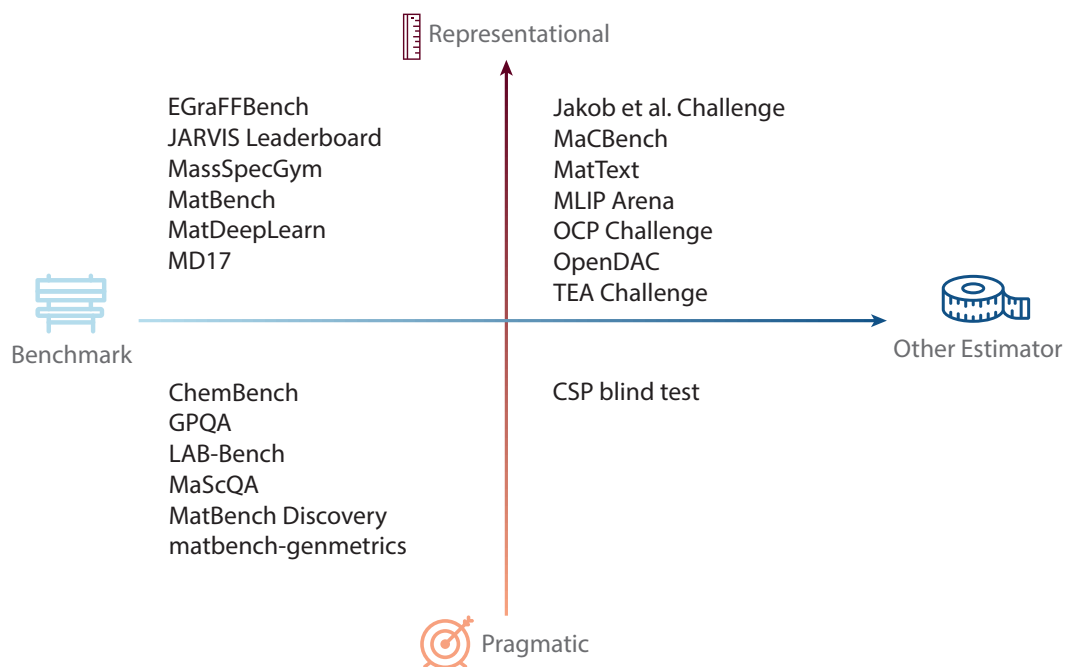 Representational
EGraFFBench
JARVIS Leaderboard
MassSpecGym
MatBench
MatDeepLearn
MD17
Jakob et al. Challenge
MaCBench
MatText
MLIP Arena
OCP Challenge
OpenDAC
TEA Challenge
Benchmark
Other Estimator
ChemBench
GPQA
LAB-Bench
MaScQA
MatBench Discovery
matbench-genmetrics
CSP blind test
Pragmatic